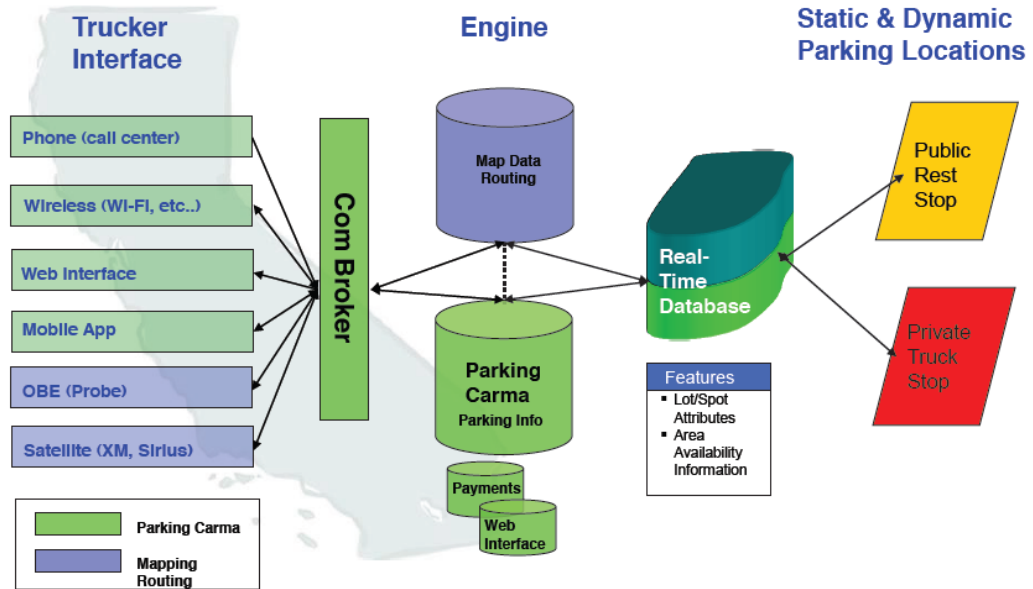 Trucker
Interface
Engine
Static & Dynamic
Parking Locations
Phone (call center)
Wireless (WI-FI, etc..)
Web Interface
Mobile App
OBE (Probe)
Satellite (XM, Sirius)
Com Broker
Map Data
Routing
Parking
Carma
Parking Info
Payments
Web
Interface
Real-
Time
Database
Features
▪ Lot/Spot
Attributes
▪ Area
Availability
Information
Public
Rest
Stop
Private
Truck
Stop
Parking Carma
Mapping
Routing